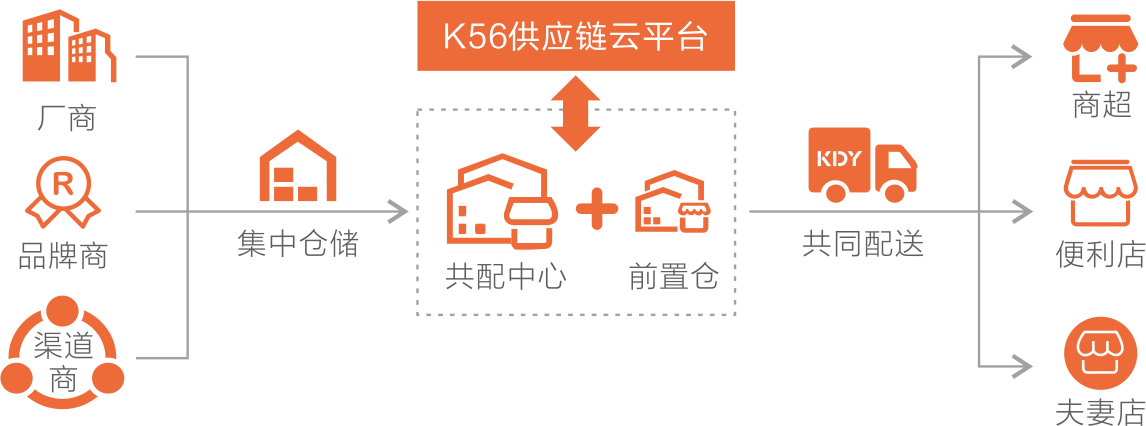 K56供应链云平台
厂商
R
品牌商
渠道
商
集中仓储
共配中心
前置仓
KDY
共同配送
商超
便利店
夫妻店